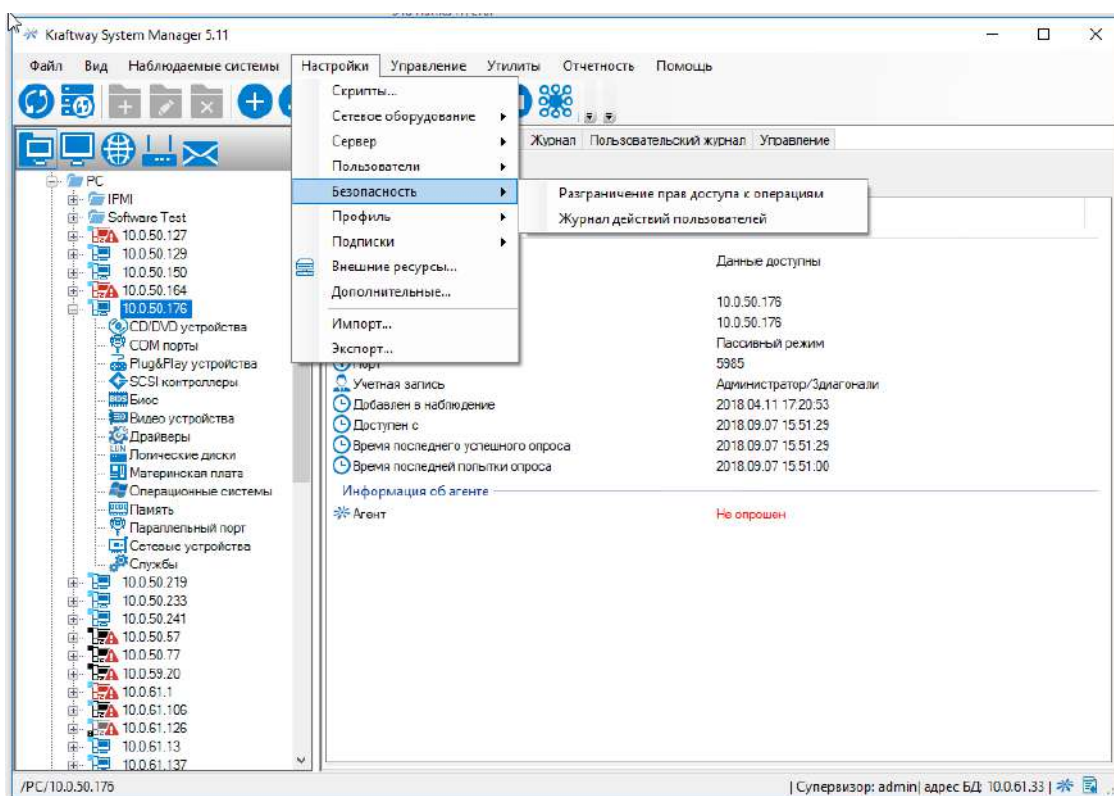 Kraftway System Manager 5.11
Файл Вид Наблюдаемые системы Настройки Управление Утилиты Отчетность Помощь
Скрипты...
Сетевое оборудование
Сервер
Пользователи
Безопасность
Профиль
Подписки
Внешние ресурсы...
Дополнительные...
Импорт...
Экспорт...
Разграничение прав доступа к операциям
Журнал действий пользователей
Журнал Пользовательский журнал Управление
PC
IPMI
Software Test
10.0.50.127
10.0.50.129
10.0.50.150
10.0.50.164
10.0.50.176
CD/DVD устройства
COM порты
Plug&Play устройства
SCSI контроллеры
Биос
Видео устройства
Драйверы
Логические диски
Материнская плата
Операционные системы
Память
Параллельный порт
Сетевые устройства
Службы
10.0.50.219
10.0.50.233
10.0.50.241
10.0.50.57
10.0.50.77
10.0.59.20
10.0.61.1
10.0.61.106
10.0.61.126
10.0.61.13
10.0.61.137
Данные доступны
10.0.50.176
10.0.50.176
Пассивный режим
Порт 5985
Учетная запись Администратор/3диагонали
Добавлен в наблюдение 2018.04.11 17:20:53
Доступен с 2018.09.07 15:51:29
Время последнего успешного опроса 2018.09.07 15:51:29
Время последней попытки опроса 2018.09.07 15:51:00
Информация об агенте
Агент Не опрошен
/PC/10.0.50.176
| Супервизор: admin| адрес БД: 10.0.61.33 |